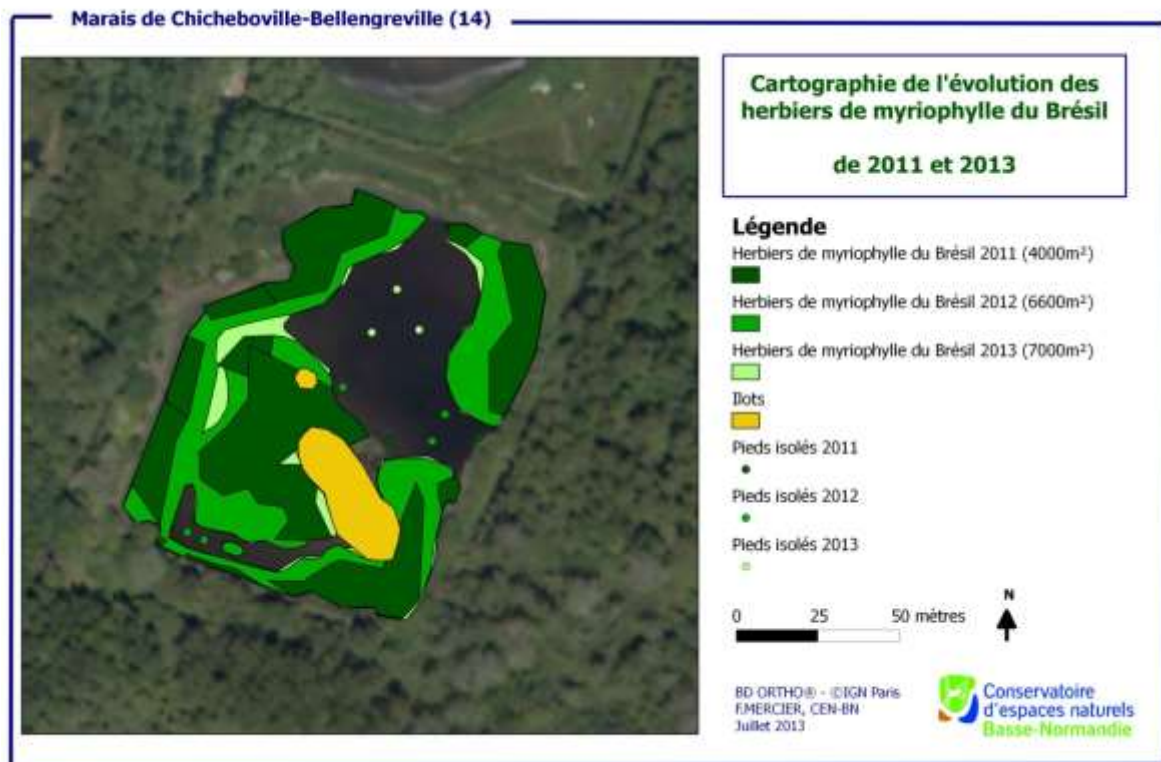 Marais de Chicheboville-Bellengreville (14)
Cartographie de l'évolution des
herbiers de myriophylle du Brésil
de 2011 et 2013
Légende
Herbiers de myriophylle du Brésil 2011 (4000m²)
Herbiers de myriophylle du Brésil 2012 (6600m²)
Herbiers de myriophylle du Brésil 2013 (7000m²)
Ilots
Pieds isolés 2011
Pieds isolés 2012
Pieds isolés 2013
0 25 50 mètres
N
BD ORTHO® - ©IGN Paris
F.MERCIER, CEN-BN
Juillet 2013
Conservatoire
d'espaces naturels
Basse-Normandie